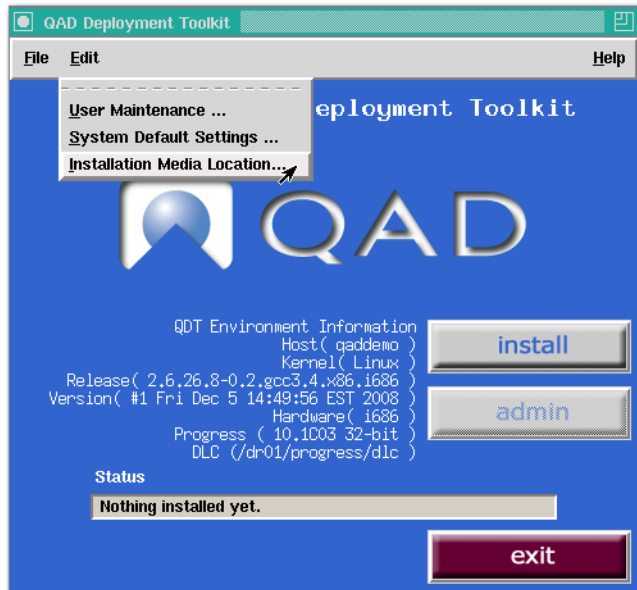 QAD Deployment Toolkit
File Edit Help
User Maintenance ...
System Default Settings ...
Installation Media Location...
eployment Toolkit
QAD
QDT Environment Information
Host( qaddemo )
Kernel( Linux )
Release( 2.6.26.8-0.2.gcc3.4.x86.i686 )
Version( #1 Fri Dec 5 14:49:56 EST 2008 )
Hardware( i686 )
Progress ( 10.1C03 32-bit )
DLC (/dr01/progress/dlc )
install
admin
Status
Nothing installed yet.
exit